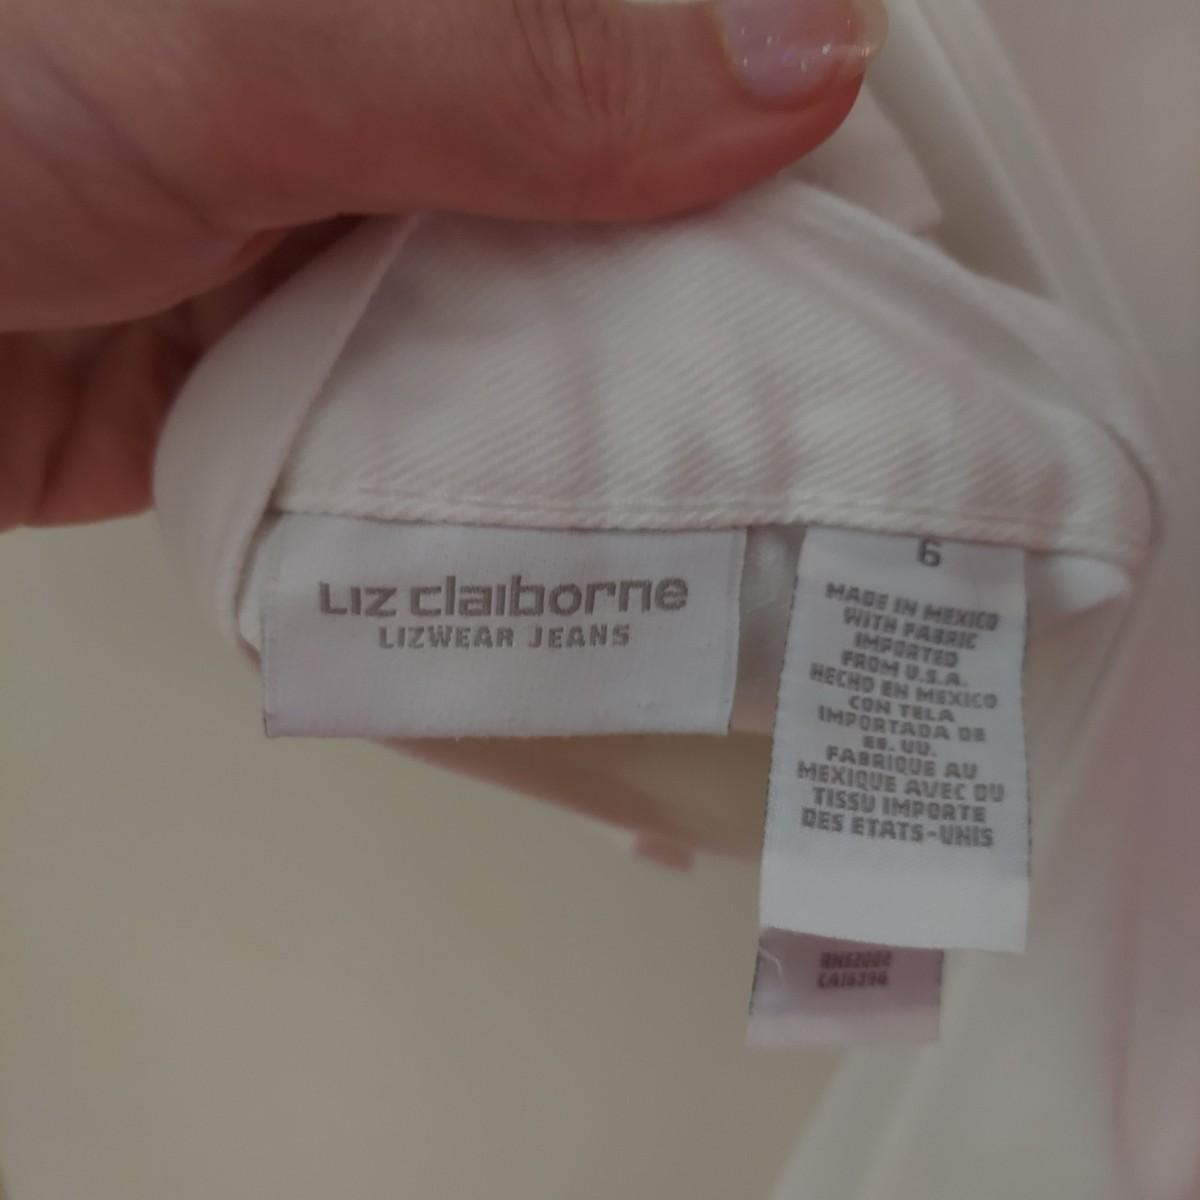 Liz claiborne
LIZWEAR JEANS
6
MADE IN MEXICO
WITH FABRIC
IMPORTED
FROM U.S.A.
HECHO EN MEXICO
CON TELA
IMPORTADA DE
EE. UU.
FABRIQUE AU
MEXIQUE AVEC DU
TISSU IMPORTE
DES ETATS-UNIS